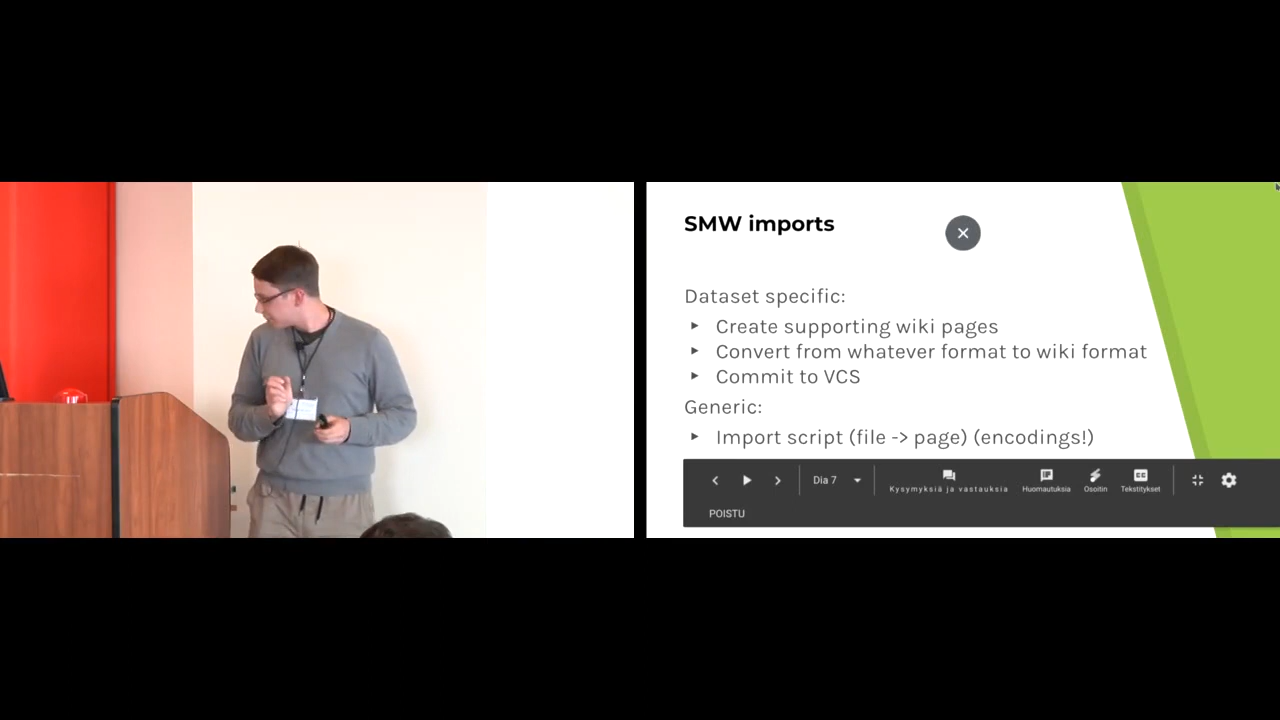 SMW imports
Dataset specific:
Create supporting wiki pages
Convert from whatever format to wiki format
Commit to VCS
Generic:
Import script (file -> page) (encodings!)
Dia 7
Kysymyksiä ja vastauksia
Huomautuksia
Osoitin
Tekstitykset
POISTU